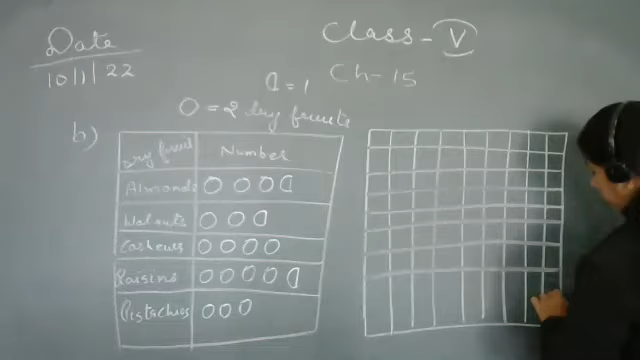 Date
10/1/22
Class - V
Ch - 15
D = 1
O = 2 dry fruits
b)
Dry fruit Number
Almonds
Walnuts
Cashews
Raisins
Pistachios